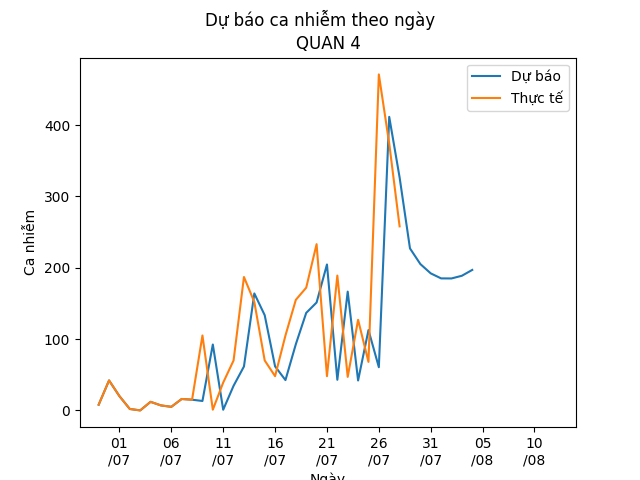 Dự báo ca nhiễm theo ngày
QUAN 4
Dự báo
Thực tế
Ca nhiễm
400
300
200
100
0
01 /07
06 /07
11 /07
16 /07
21 /07
26 /07
31 /07
05 /08
10 /08
Ngày